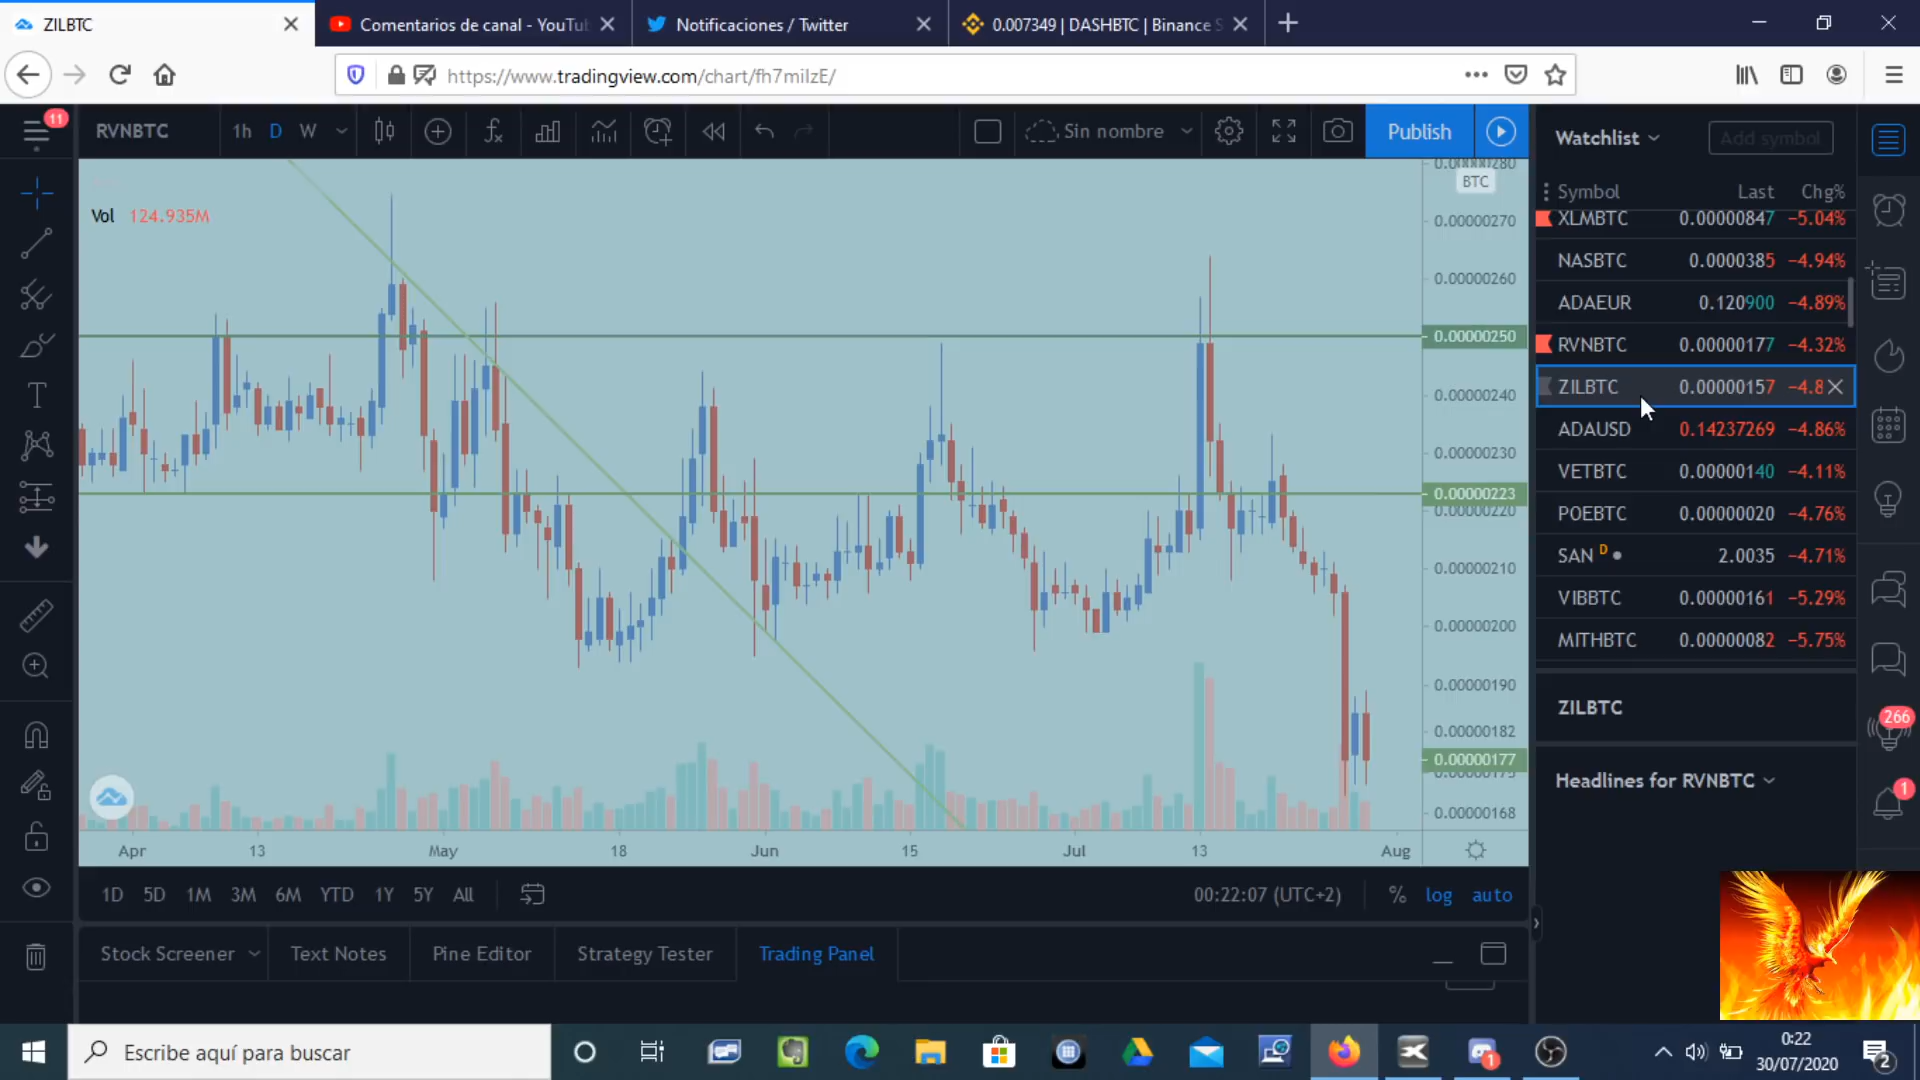 ZILBTC
Comentarios de canal - YouTu
Notificaciones / Twitter
0.007349 | DASHBTC | Binance S
https://www.tradingview.com/chart/fh7miIzE/
11
RVNBTC
1h D W
Sin nombre
Publish
Watchlist
Add symbol
Vol 124.935M
BTC
0.00000270
0.00000260
0.00000250
0.00000240
0.00000230
0.00000223
0.00000220
0.00000210
0.00000200
0.00000190
0.00000182
0.00000177
0.00000168
Symbol Last Chg%
XLMBTC 0.00000847 −5.04%
NASBTC 0.0000385 −4.94%
ADAEUR 0.120900 −4.89%
RVNBTC 0.00000177 −4.32%
ZILBTC 0.00000157 −4.8
ADAUSD 0.14237269 −4.86%
VETBTC 0.00000140 −4.11%
POEBTC 0.00000020 −4.76%
SAN D 2.0035 −4.71%
VIBBTC 0.00000161 −5.29%
MITHBTC 0.00000082 −5.75%
ZILBTC
Headlines for RVNBTC
266
1
Apr 13 May 18 Jun 15 Jul 13 Aug
1D 5D 1M 3M 6M YTD 1Y 5Y All
00:22:07 (UTC+2) % log auto
Stock Screener Text Notes Pine Editor Strategy Tester Trading Panel
Escribe aquí para buscar
1
0:22
30/07/2020
2